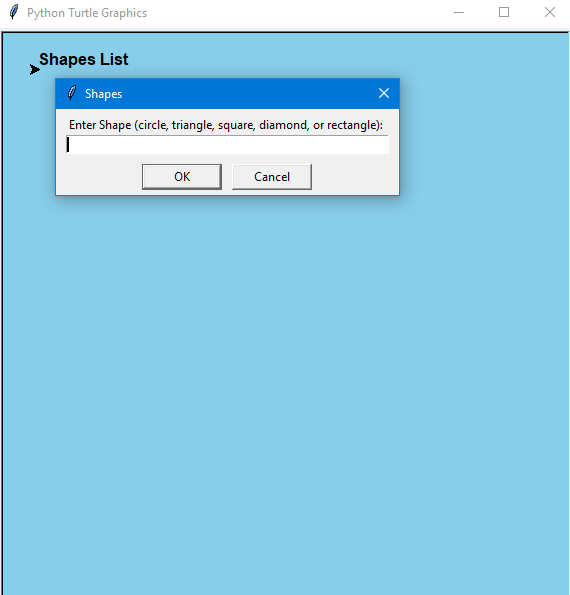 Python Turtle Graphics
Shapes List
Shapes
Enter Shape (circle, triangle, square, diamond, or rectangle):
OK
Cancel